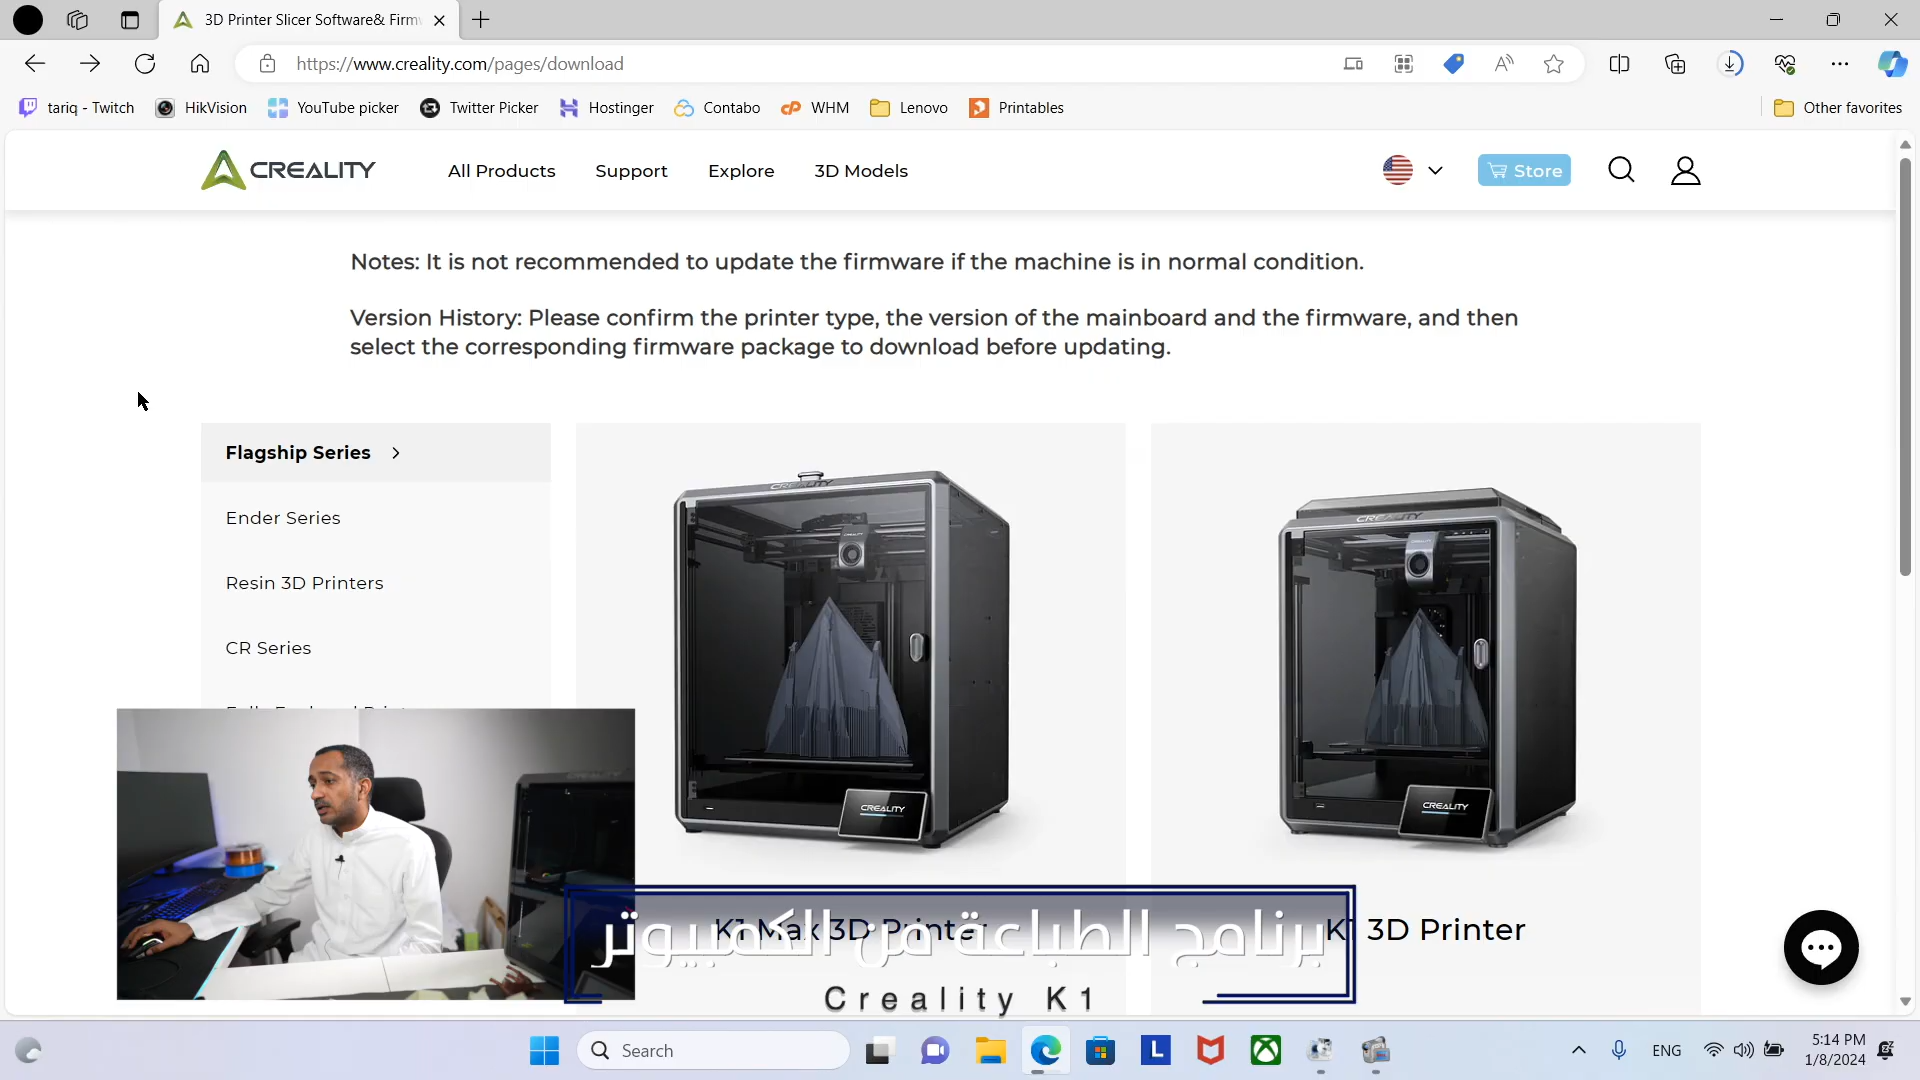 3D Printer Slicer Software& Firm
https://www.creality.com/pages/download
tariq - Twitch
HikVision
YouTube picker
Twitter Picker
Hostinger
Contabo
WHM
Lenovo
Printables
Other favorites
CREALITY
All Products
Support
Explore
3D Models
Store
Notes: It is not recommended to update the firmware if the machine is in normal condition.
Version History: Please confirm the printer type, the version of the mainboard and the firmware, and then
select the corresponding firmware package to download before updating.
Flagship Series
Ender Series
Resin 3D Printers
CR Series
CREALITY
CREALITY
CREALITY
CREALITY
K1 Max 3D Printer
K1 3D Printer
برنامج الطباعة من الكمبيوتر
Creality K1
Search
ENG
5:14 PM
1/8/2024